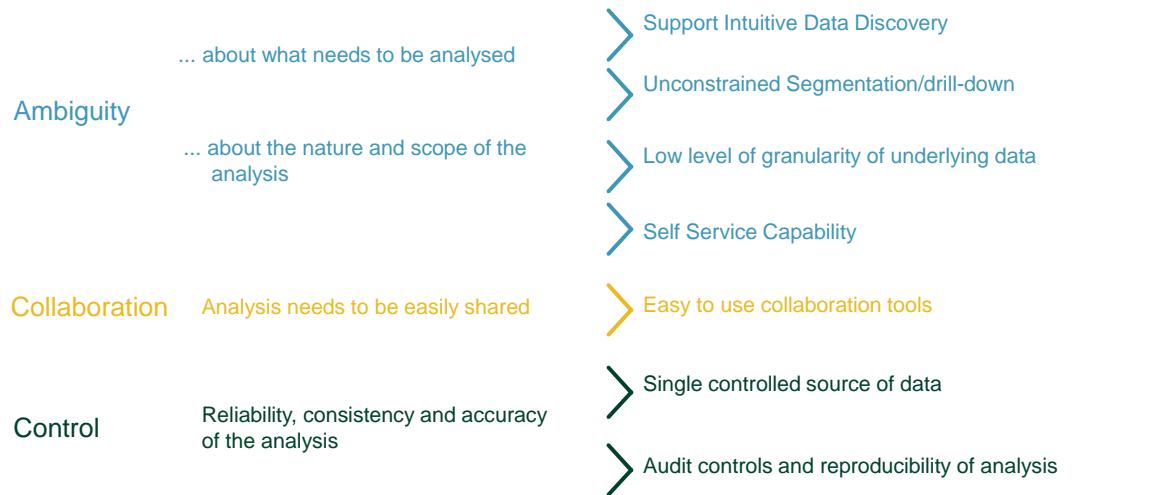 Support Intuitive Data Discovery
... about what needs to be analysed
Unconstrained Segmentation/drill-down
Ambiguity
... about the nature and scope of the
analysis
Low level of granularity of underlying data
Self Service Capability
Collaboration
Analysis needs to be easily shared
Easy to use collaboration tools
Single controlled source of data
Control
Reliability, consistency and accuracy
of the analysis
Audit controls and reproducibility of analysis